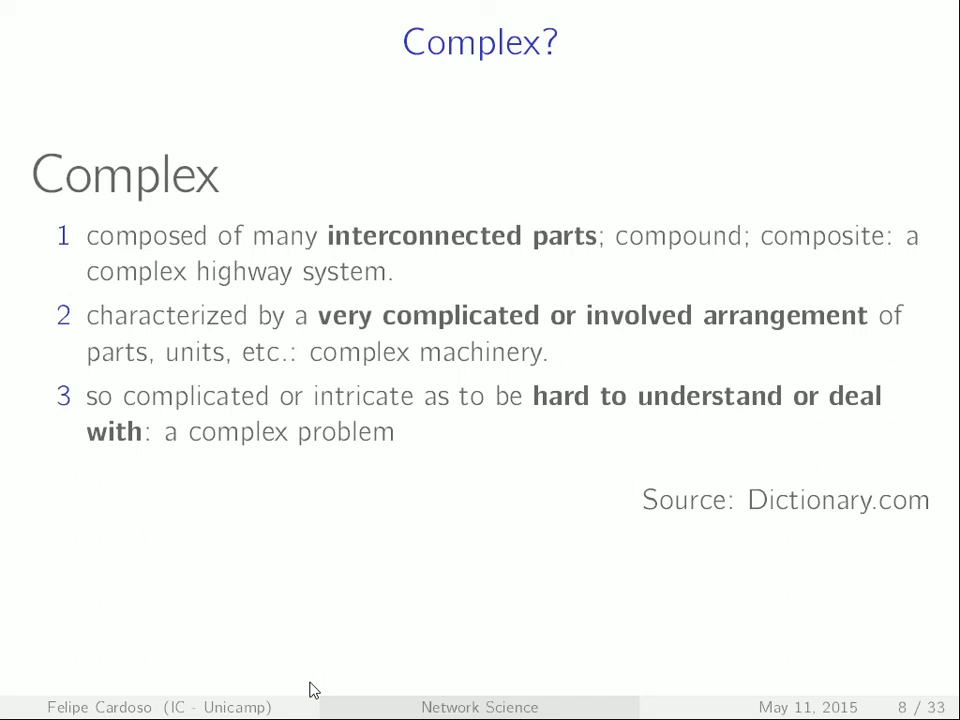 Complex?
Complex
1 composed of many interconnected parts; compound; composite: a
complex highway system.
2 characterized by a very complicated or involved arrangement of
parts, units, etc.: complex machinery.
3 so complicated or intricate as to be hard to understand or deal
with: a complex problem
Source: Dictionary.com
Felipe Cardoso (IC - Unicamp) Network Science May 11, 2015 8 / 33